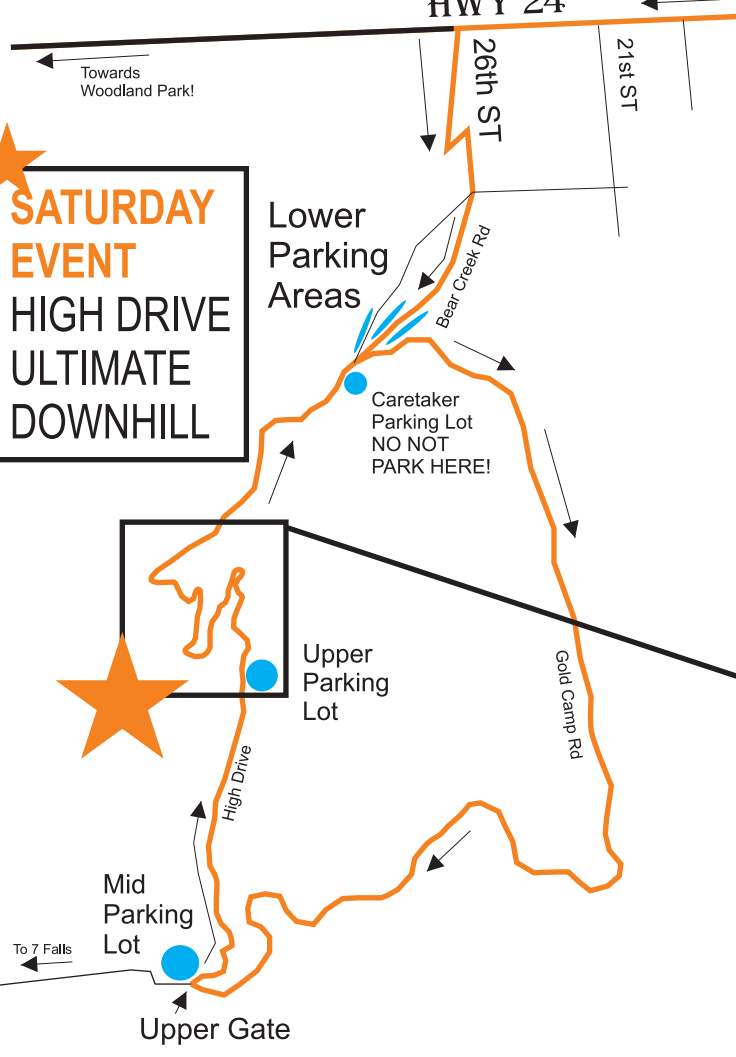 HWY 24
Towards
Woodland Park!
26th ST
21st ST
SATURDAY
EVENT
HIGH DRIVE
ULTIMATE
DOWNHILL
Lower
Parking
Areas
Bear Creek Rd
Caretaker
Parking Lot
NO NOT
PARK HERE!
Upper
Parking
Lot
Gold Camp Rd
High Drive
Mid
Parking
Lot
To 7 Falls
Upper Gate